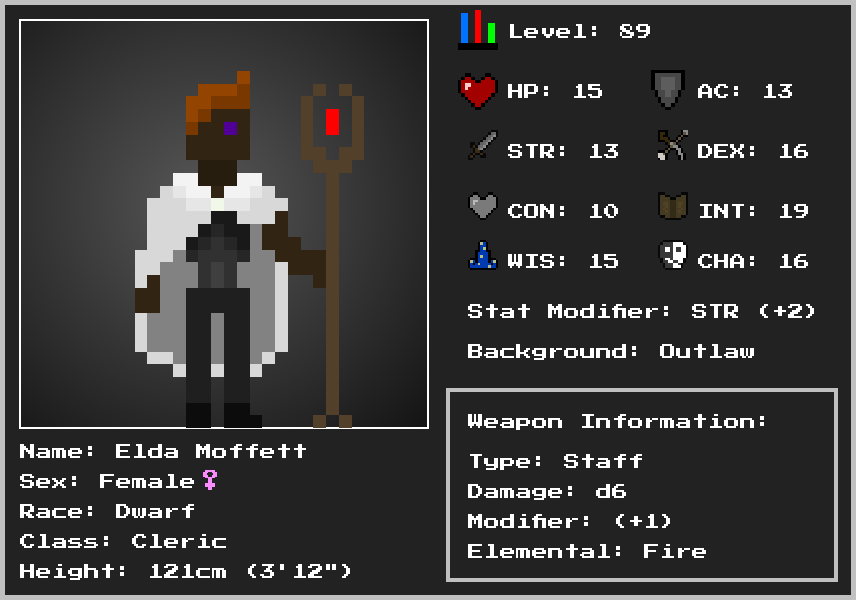 Level: 89
HP: 15 AC: 13
STR: 13 DEX: 16
CON: 10 INT: 19
WIS: 15 CHA: 16
Stat Modifier: STR (+2)
Background: Outlaw
Name: Elda Moffett
Sex: Female♀
Race: Dwarf
Class: Cleric
Height: 121cm (3'12")
Weapon Information:
Type: Staff
Damage: d6
Modifier: (+1)
Elemental: Fire